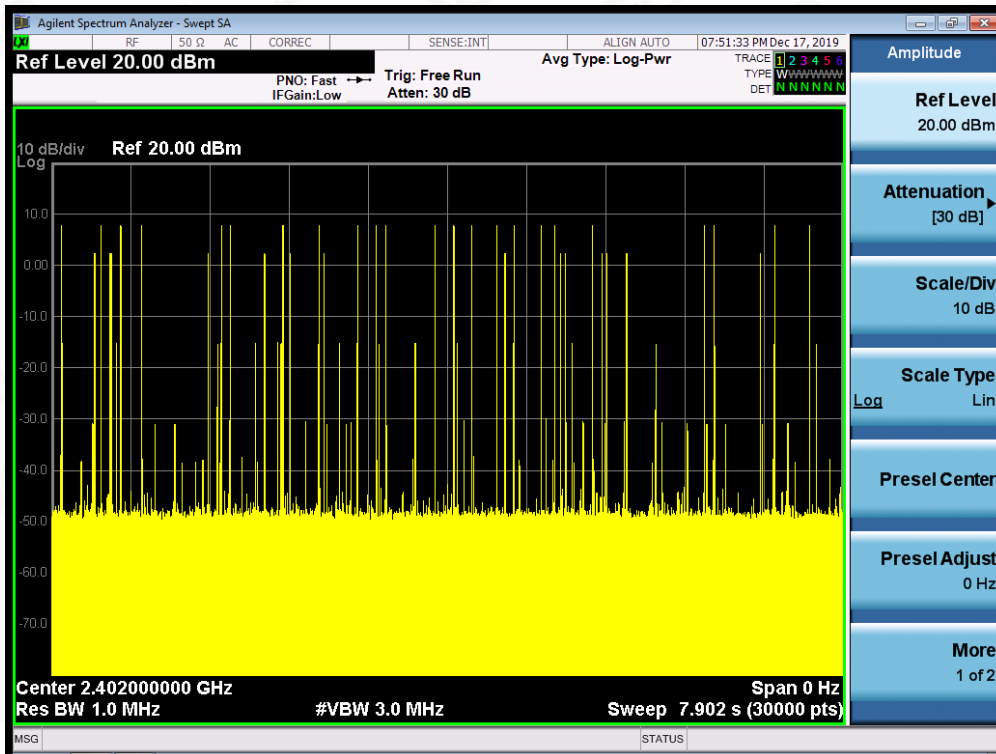 Agilent Spectrum Analyzer - Swept SA
LXI RF 50 Ω AC CORREC SENSE:INT ALIGN AUTO 07:51:33 PM Dec 17, 2019
Ref Level 20.00 dBm
PNO: Fast
IFGain:Low
Trig: Free Run
Atten: 30 dB
Avg Type: Log-Pwr
TRACE 1 2 3 4 5 6
TYPE WWWWWWW
DET N N N N N N
10 dB/div Ref 20.00 dBm
Log
10.0
0.00
-10.0
-20.0
-30.0
-40.0
-50.0
-60.0
-70.0
Center 2.402000000 GHz Span 0 Hz
Res BW 1.0 MHz #VBW 3.0 MHz Sweep 7.902 s (30000 pts)
MSG STATUS
Amplitude
Ref Level
20.00 dBm
Attenuation
[30 dB]
Scale/Div
10 dB
Scale Type
Log Lin
Presel Center
Presel Adjust
0 Hz
More
1 of 2